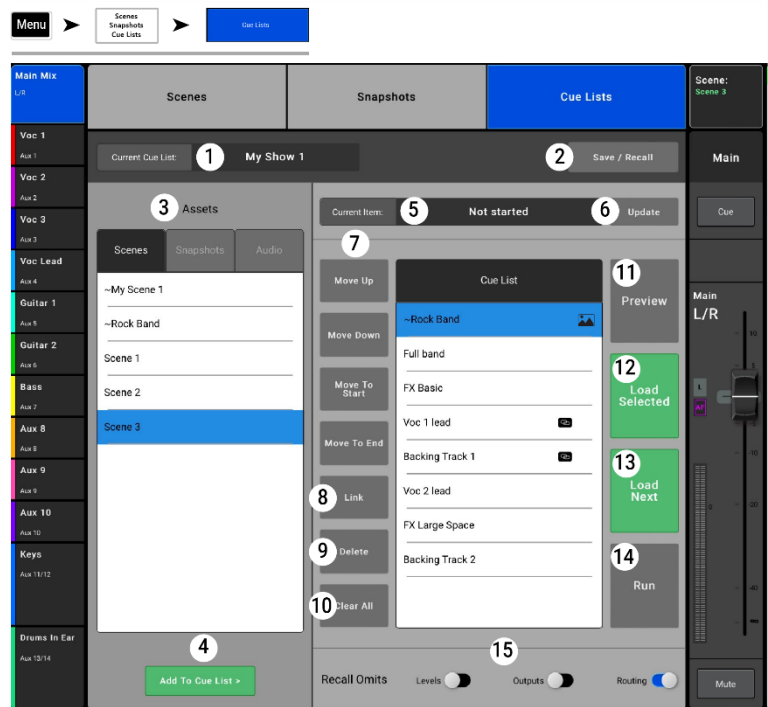 Menu
Scenes
Snapshots
Cue Lists
Cue Lists
Main Mix
L/R
Scenes
Snapshots
Cue Lists
Scene:
Scene 3
Voc 1
Aux 1
Voc 2
Aux 2
Voc 3
Aux 3
Voc Lead
Aux 4
Guitar 1
Aux 5
Guitar 2
Aux 6
Bass
Aux 7
Aux 8
Aux 8
Aux 9
Aux 9
Aux 10
Aux 10
Keys
Aux 11/12
Drums In Ear
Aux 13/14
Current Cue List:
1
My Show 1
2
Save / Recall
3
Assets
Scenes
Snapshots
Audio
~My Scene 1
~Rock Band
Scene 1
Scene 2
Scene 3
4
Add To Cue List >
Current Item:
5
Not started
6
Update
7
Move Up
Move Down
Move To
Start
Move To End
8
Link
9
Delete
10
Clear All
Cue List
~Rock Band
Full band
FX Basic
Voc 1 lead
Backing Track 1
Voc 2 lead
FX Large Space
Backing Track 2
11
Preview
12
Load
Selected
13
Load
Next
14
Run
15
Recall Omits
Levels
Outputs
Routing
Main
Cue
Main
L/R
10
5
L
AF
0
-10
-20
-40
-60
Mute